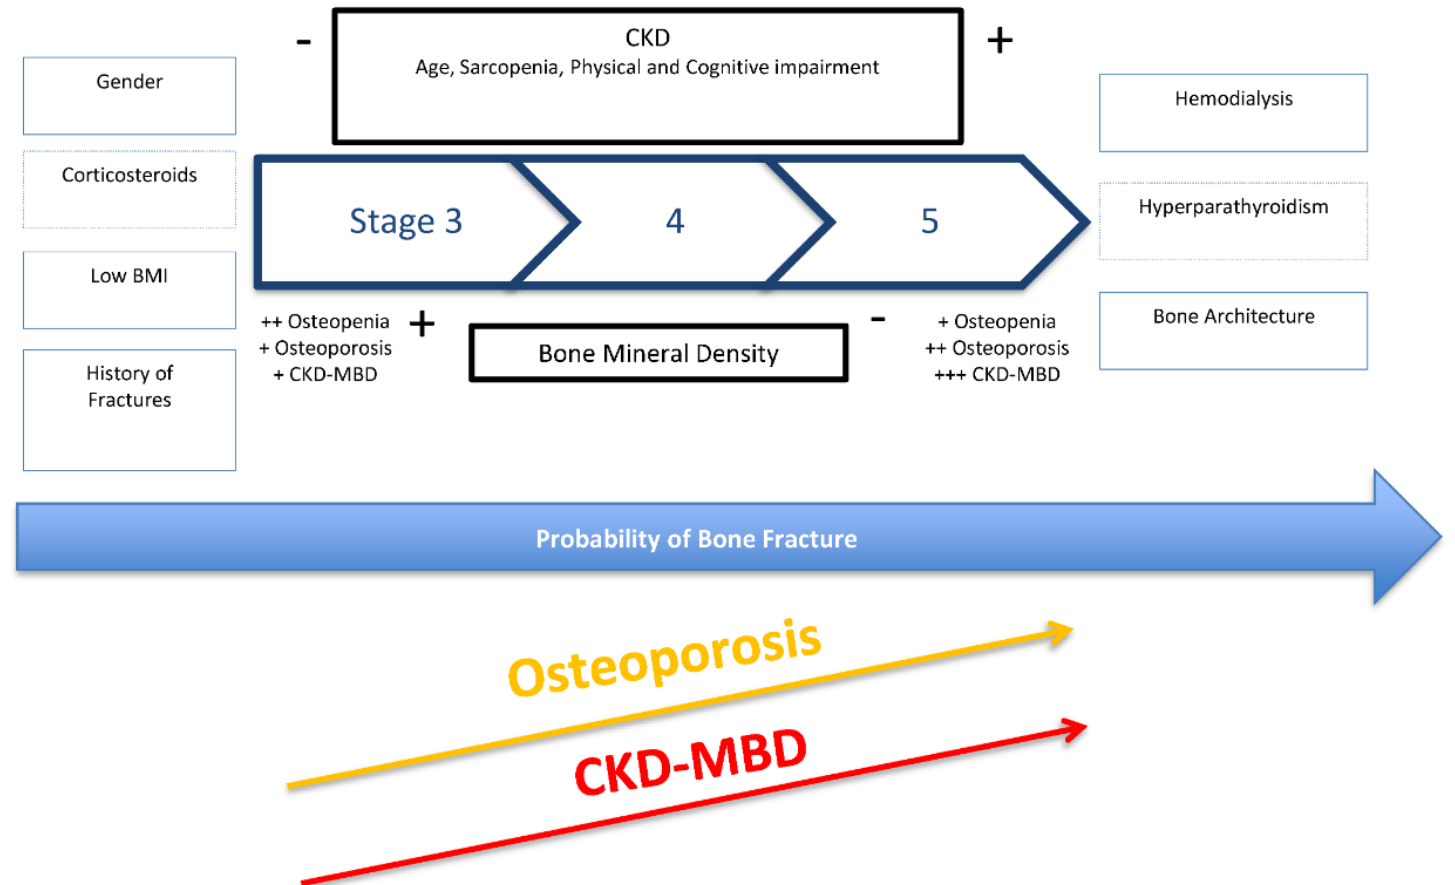 -
CKD
+
Age, Sarcopenia, Physical and Cognitive impairment
Gender
Corticosteroids
Low BMI
History of
Fractures
Stage 3
4
5
Hemodialysis
Hyperparathyroidism
Bone Architecture
++ Osteopenia
+ Osteoporosis
+ CKD-MBD
+
Bone Mineral Density
-
+ Osteopenia
++ Osteoporosis
+++ CKD-MBD
Probability of Bone Fracture
Osteoporosis
CKD-MBD